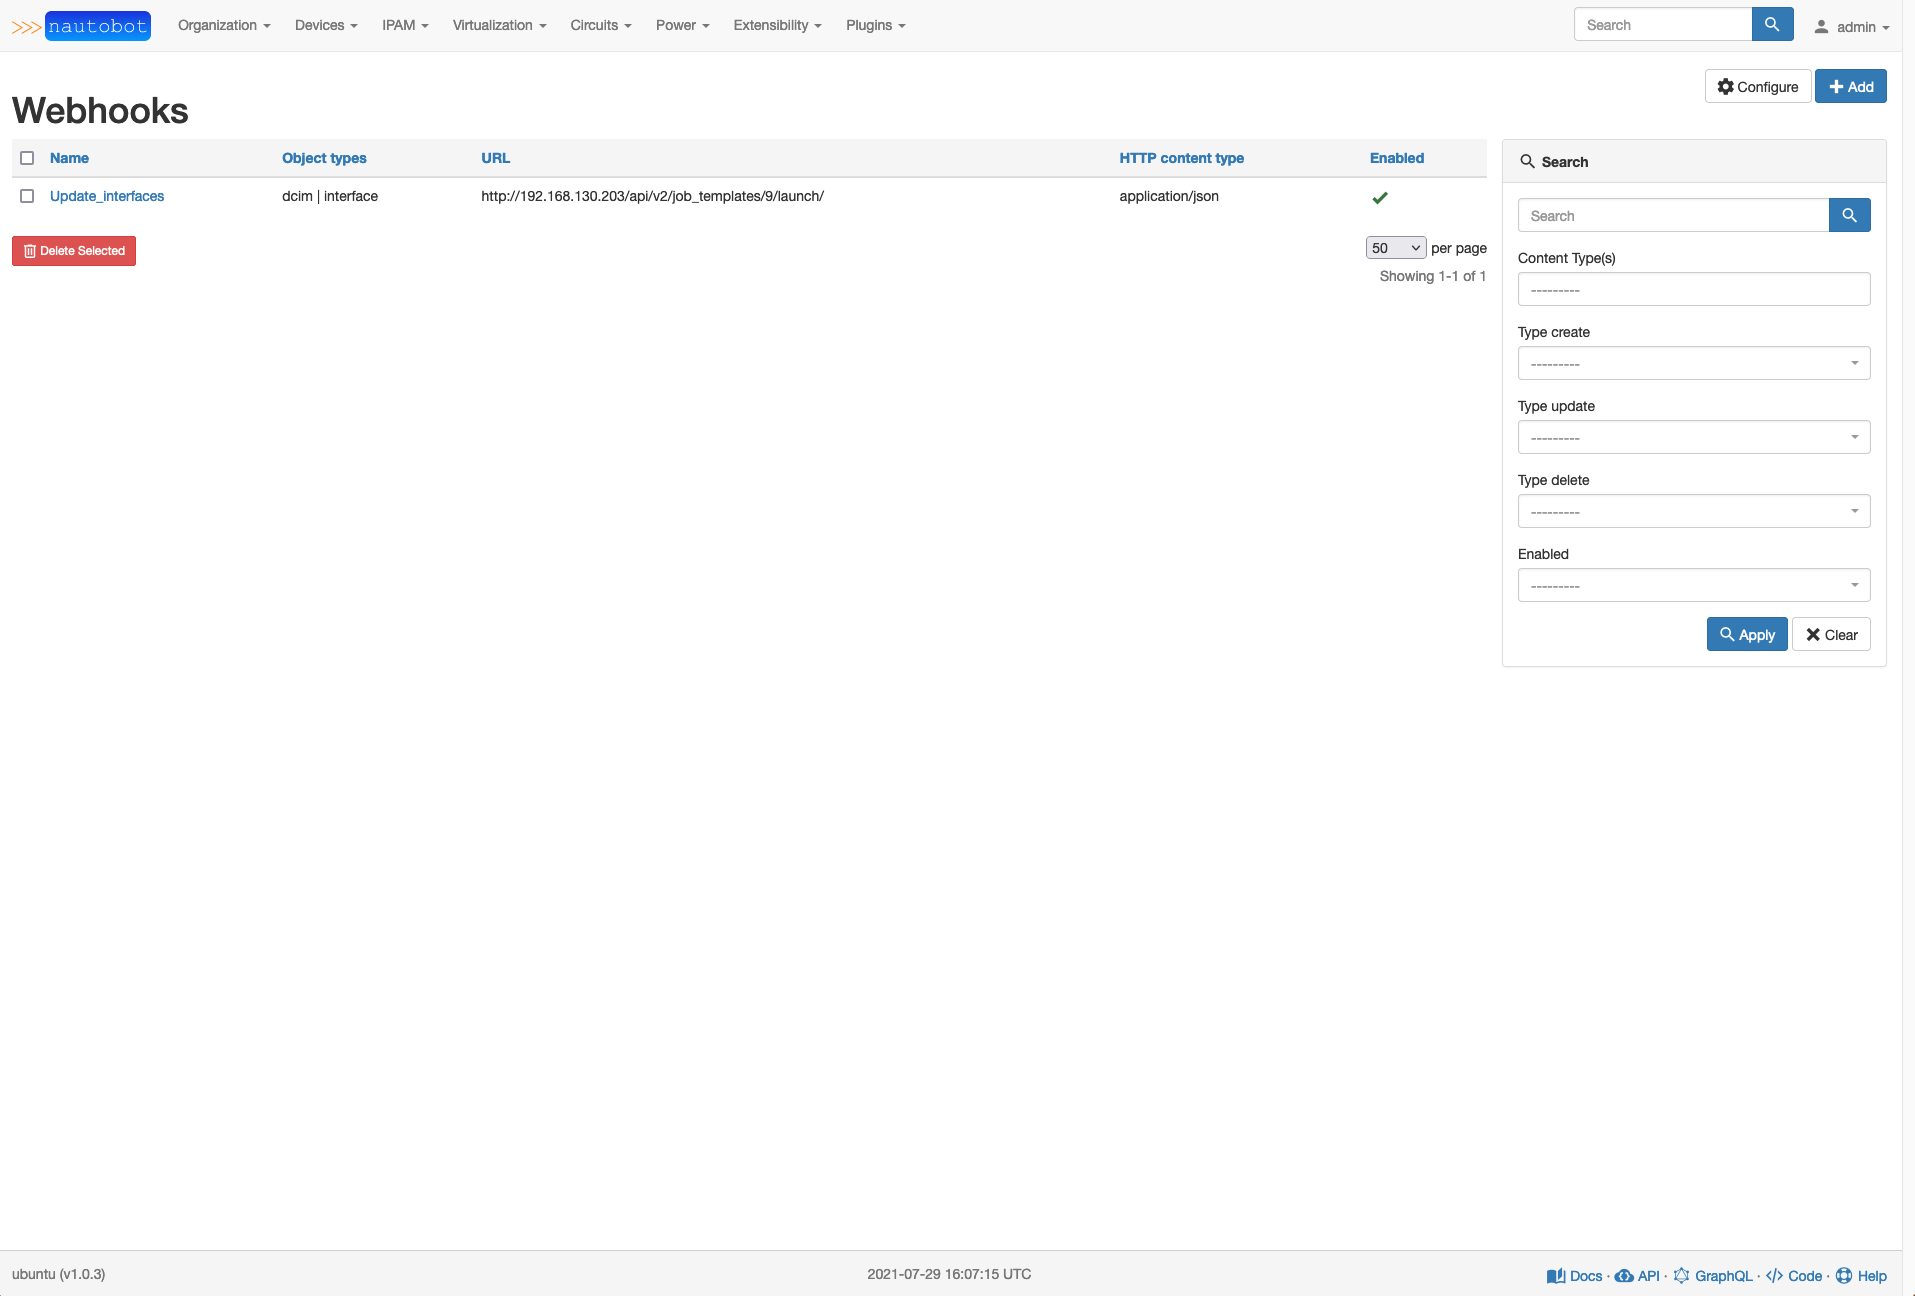 >>> nautobot Organization Devices IPAM Virtualization Circuits Power Extensibility Plugins Search admin
Configure Add
Webhooks
Name Object types URL HTTP content type Enabled
Update_interfaces dcim | interface http://192.168.130.203/api/v2/job_templates/9/launch/ application/json
Delete Selected
50 per page
Showing 1-1 of 1
Search
Search
Content Type(s)
---------
Type create
---------
Type update
---------
Type delete
---------
Enabled
---------
Apply Clear
ubuntu (v1.0.3) 2021-07-29 16:07:15 UTC Docs · API · GraphQL · Code · Help